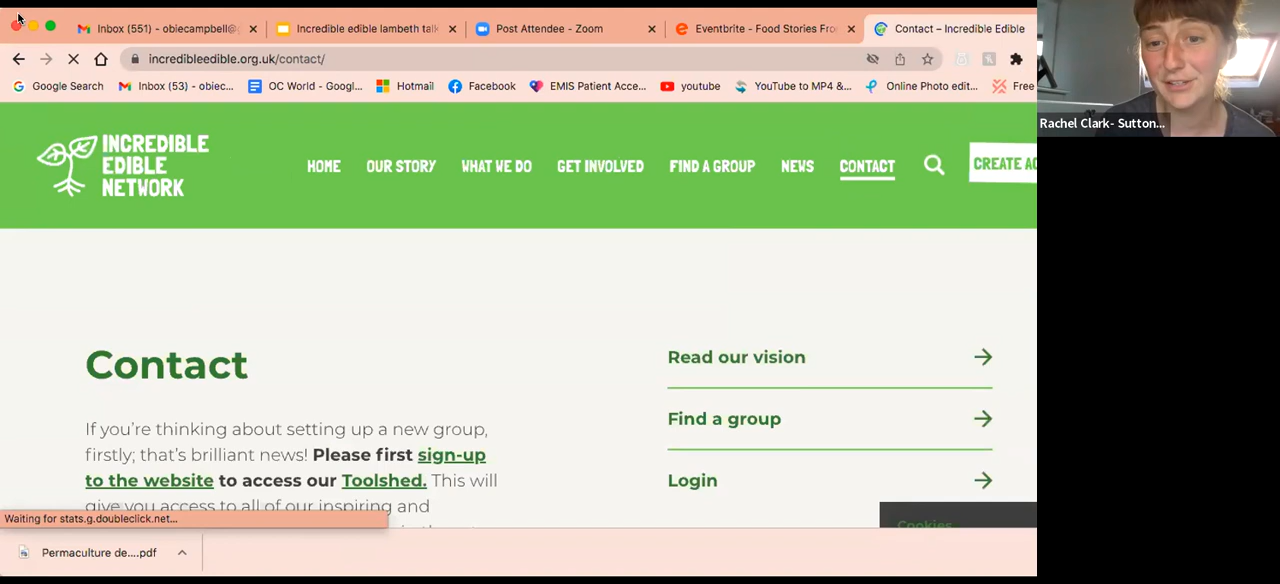 Inbox (551) - obiecampbell@g
Incredible edible lambeth talk
Post Attendee - Zoom
Eventbrite - Food Stories Fro
Contact – Incredible Edible
incredibleedible.org.uk/contact/
Google Search
Inbox (53) - obiec...
OC World - Googl...
Hotmail
Facebook
EMIS Patient Acce...
youtube
YouTube to MP4 &...
Online Photo edit...
Free
Rachel Clark- Sutton...
INCREDIBLE
EDIBLE
NETWORK
HOME
OUR STORY
WHAT WE DO
GET INVOLVED
FIND A GROUP
NEWS
CONTACT
CREATE AC
Contact
If you're thinking about setting up a new group,
firstly; that's brilliant news! Please first sign-up
to the website to access our Toolshed. This will
give you access to all of our inspiring and
Read our vision
Find a group
Login
Cookies
Waiting for stats.g.doubleclick.net...
Permaculture de....pdf